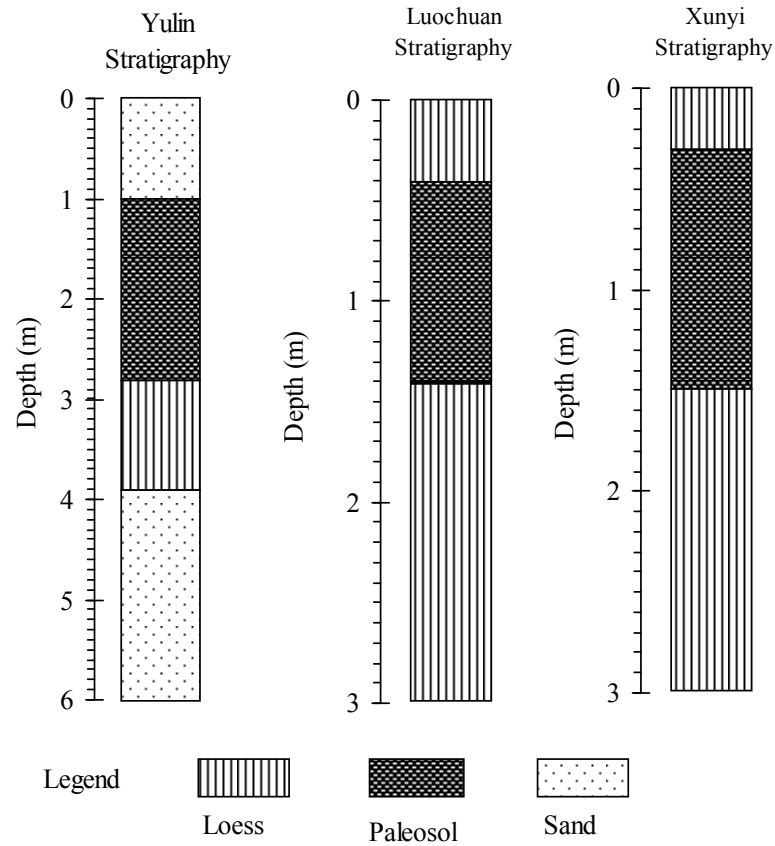 Yulin
Stratigraphy
Luochuan
Stratigraphy
Xunyi
Stratigraphy
Depth (m)
0
1
2
3
4
5
6
Depth (m)
0
1
2
3
Depth (m)
0
1
2
3
Legend
Loess
Paleosol
Sand